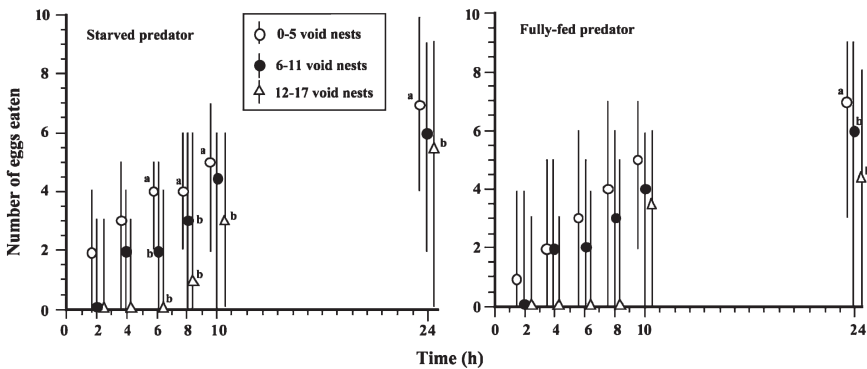 Starved predator
0-5 void nests
6-11 void nests
12-17 void nests
Fully-fed predator
Number of eggs eaten
10
8
6
4
2
0
a
a
a
a
b
b
b
b
b
b
0 2 4 6 8 10 24
10
8
6
4
2
0
a
b
0 2 4 6 8 10 24
Time (h)